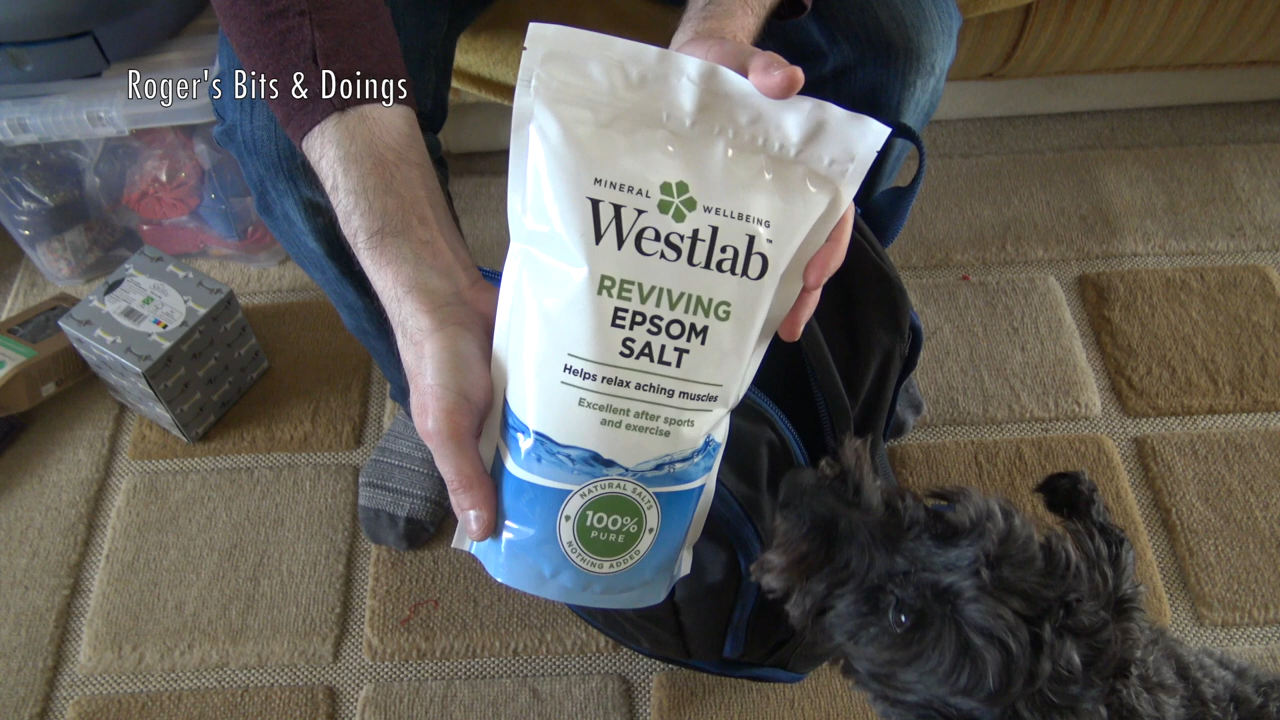 Roger's Bits & Doings
MINERAL WELLBEING
Westlab™
REVIVING
EPSOM
SALT
Helps relax aching muscles
Excellent after sports
and exercise
NATURAL SALTS
100%
PURE
NOTHING ADDED